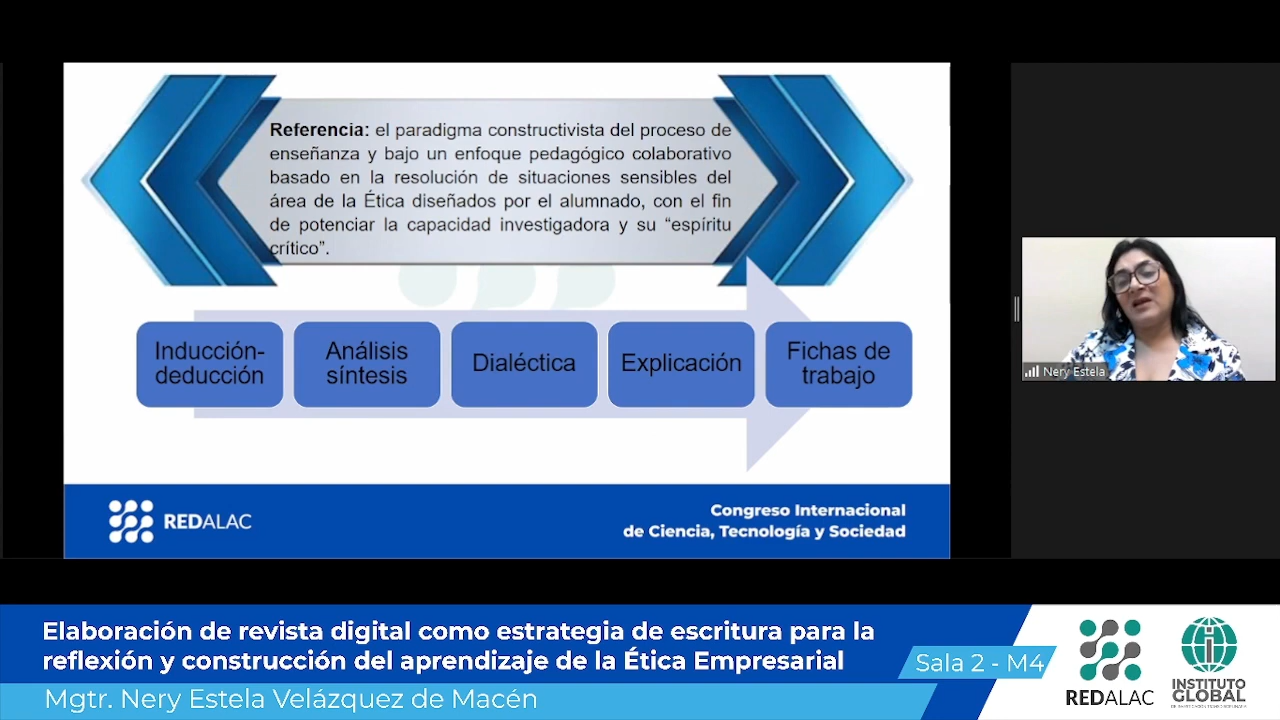 Referencia: el paradigma constructivista del proceso de
enseñanza y bajo un enfoque pedagógico colaborativo
basado en la resolución de situaciones sensibles del
área de la Ética diseñados por el alumnado, con el fin
de potenciar la capacidad investigadora y su “espíritu
crítico”.
Inducción-
deducción
Análisis
síntesis
Dialéctica
Explicación
Fichas de
trabajo
REDALAC
Congreso Internacional
de Ciencia, Tecnología y Sociedad
Nery Estela
Elaboración de revista digital como estrategia de escritura para la
reflexión y construcción del aprendizaje de la Ética Empresarial
Mgtr. Nery Estela Velázquez de Macén
Sala 2 - M4
REDALAC
INSTITUTO
GLOBAL